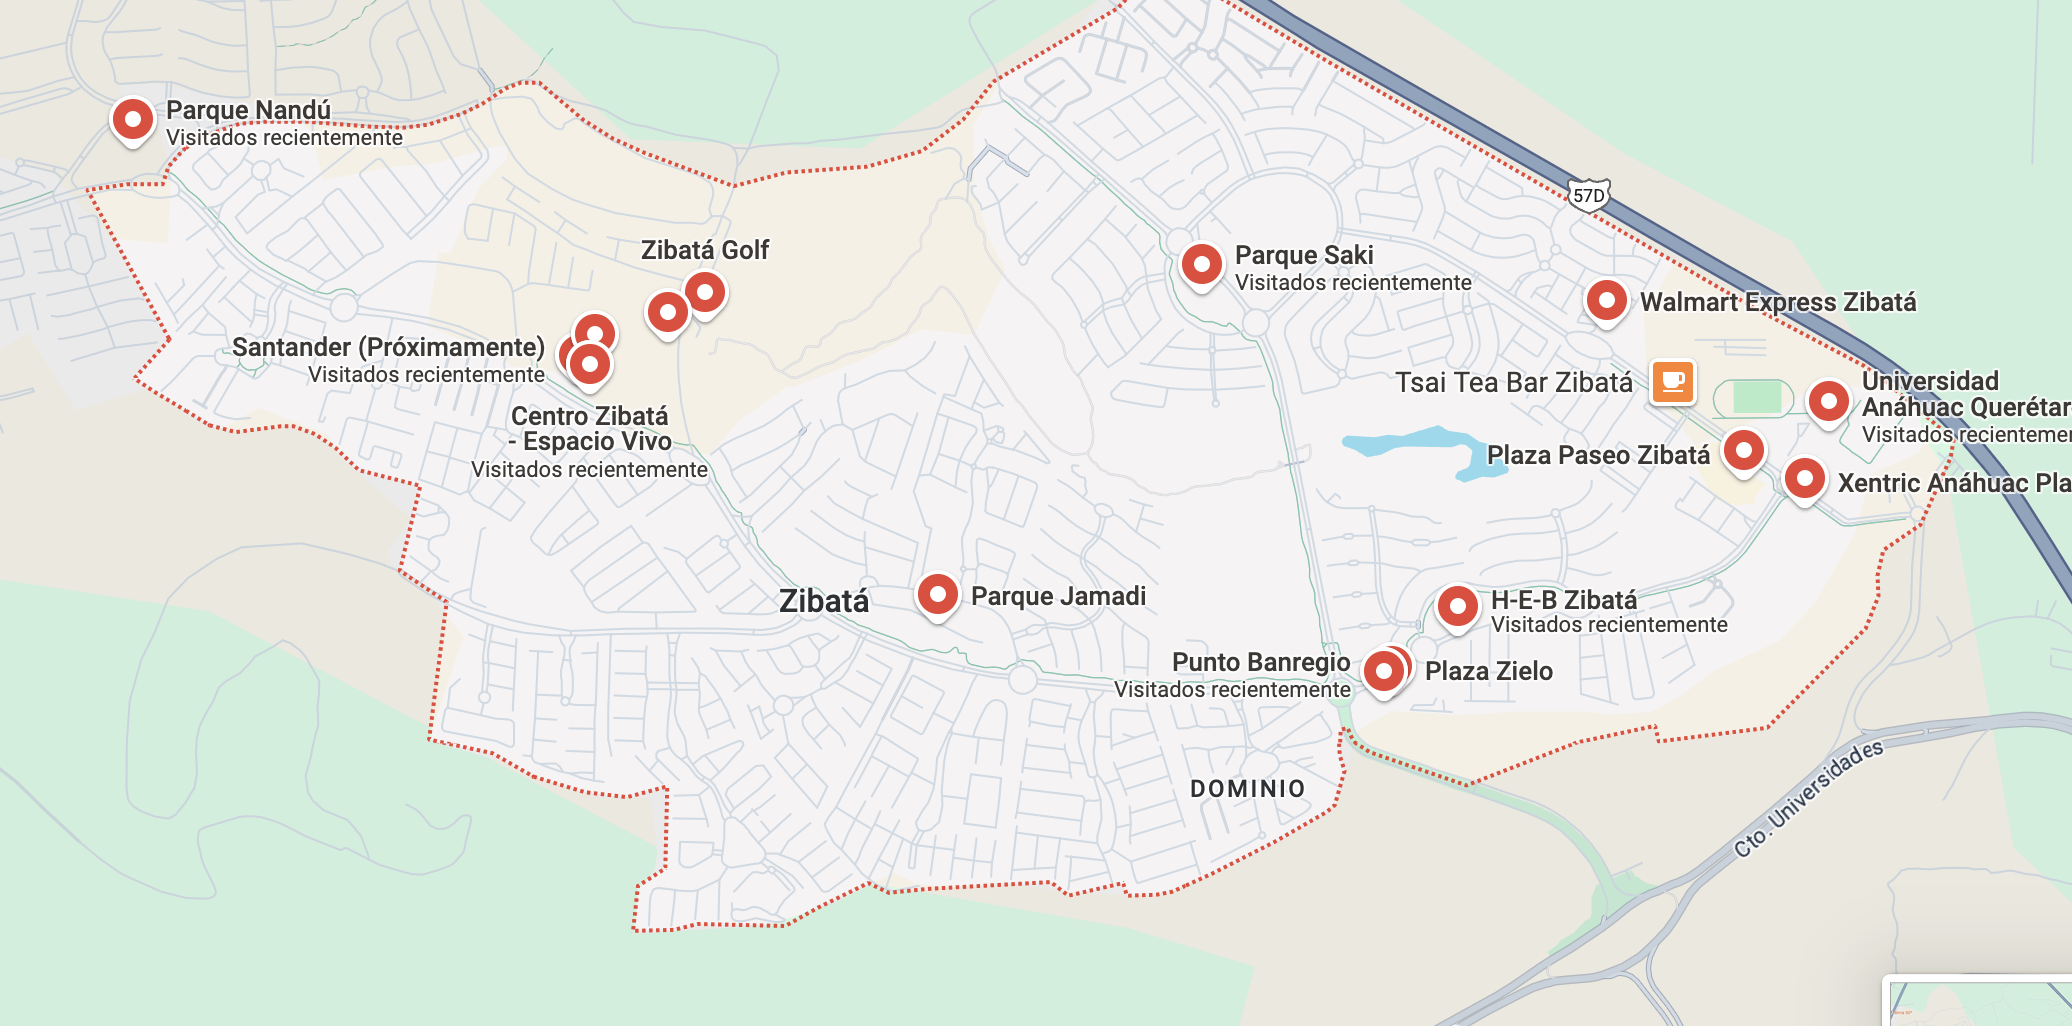 Parque Nandú
Visitados recientemente
57D
Zibatá Golf
Parque Saki
Visitados recientemente
Walmart Express Zibatá
Santander (Próximamente)
Visitados recientemente
Tsai Tea Bar Zibatá
Universidad
Anáhuac Querétar
Visitados recientemer
Centro Zibatá
- Espacio Vivo
Visitados recientemente
Plaza Paseo Zibatá
Xentric Anáhuac Pla
Zibatá
Parque Jamadi
H-E-B Zibatá
Visitados recientemente
Punto Banregio
Visitados recientemente
Plaza Zielo
DOMINIO
Cto. Universidades